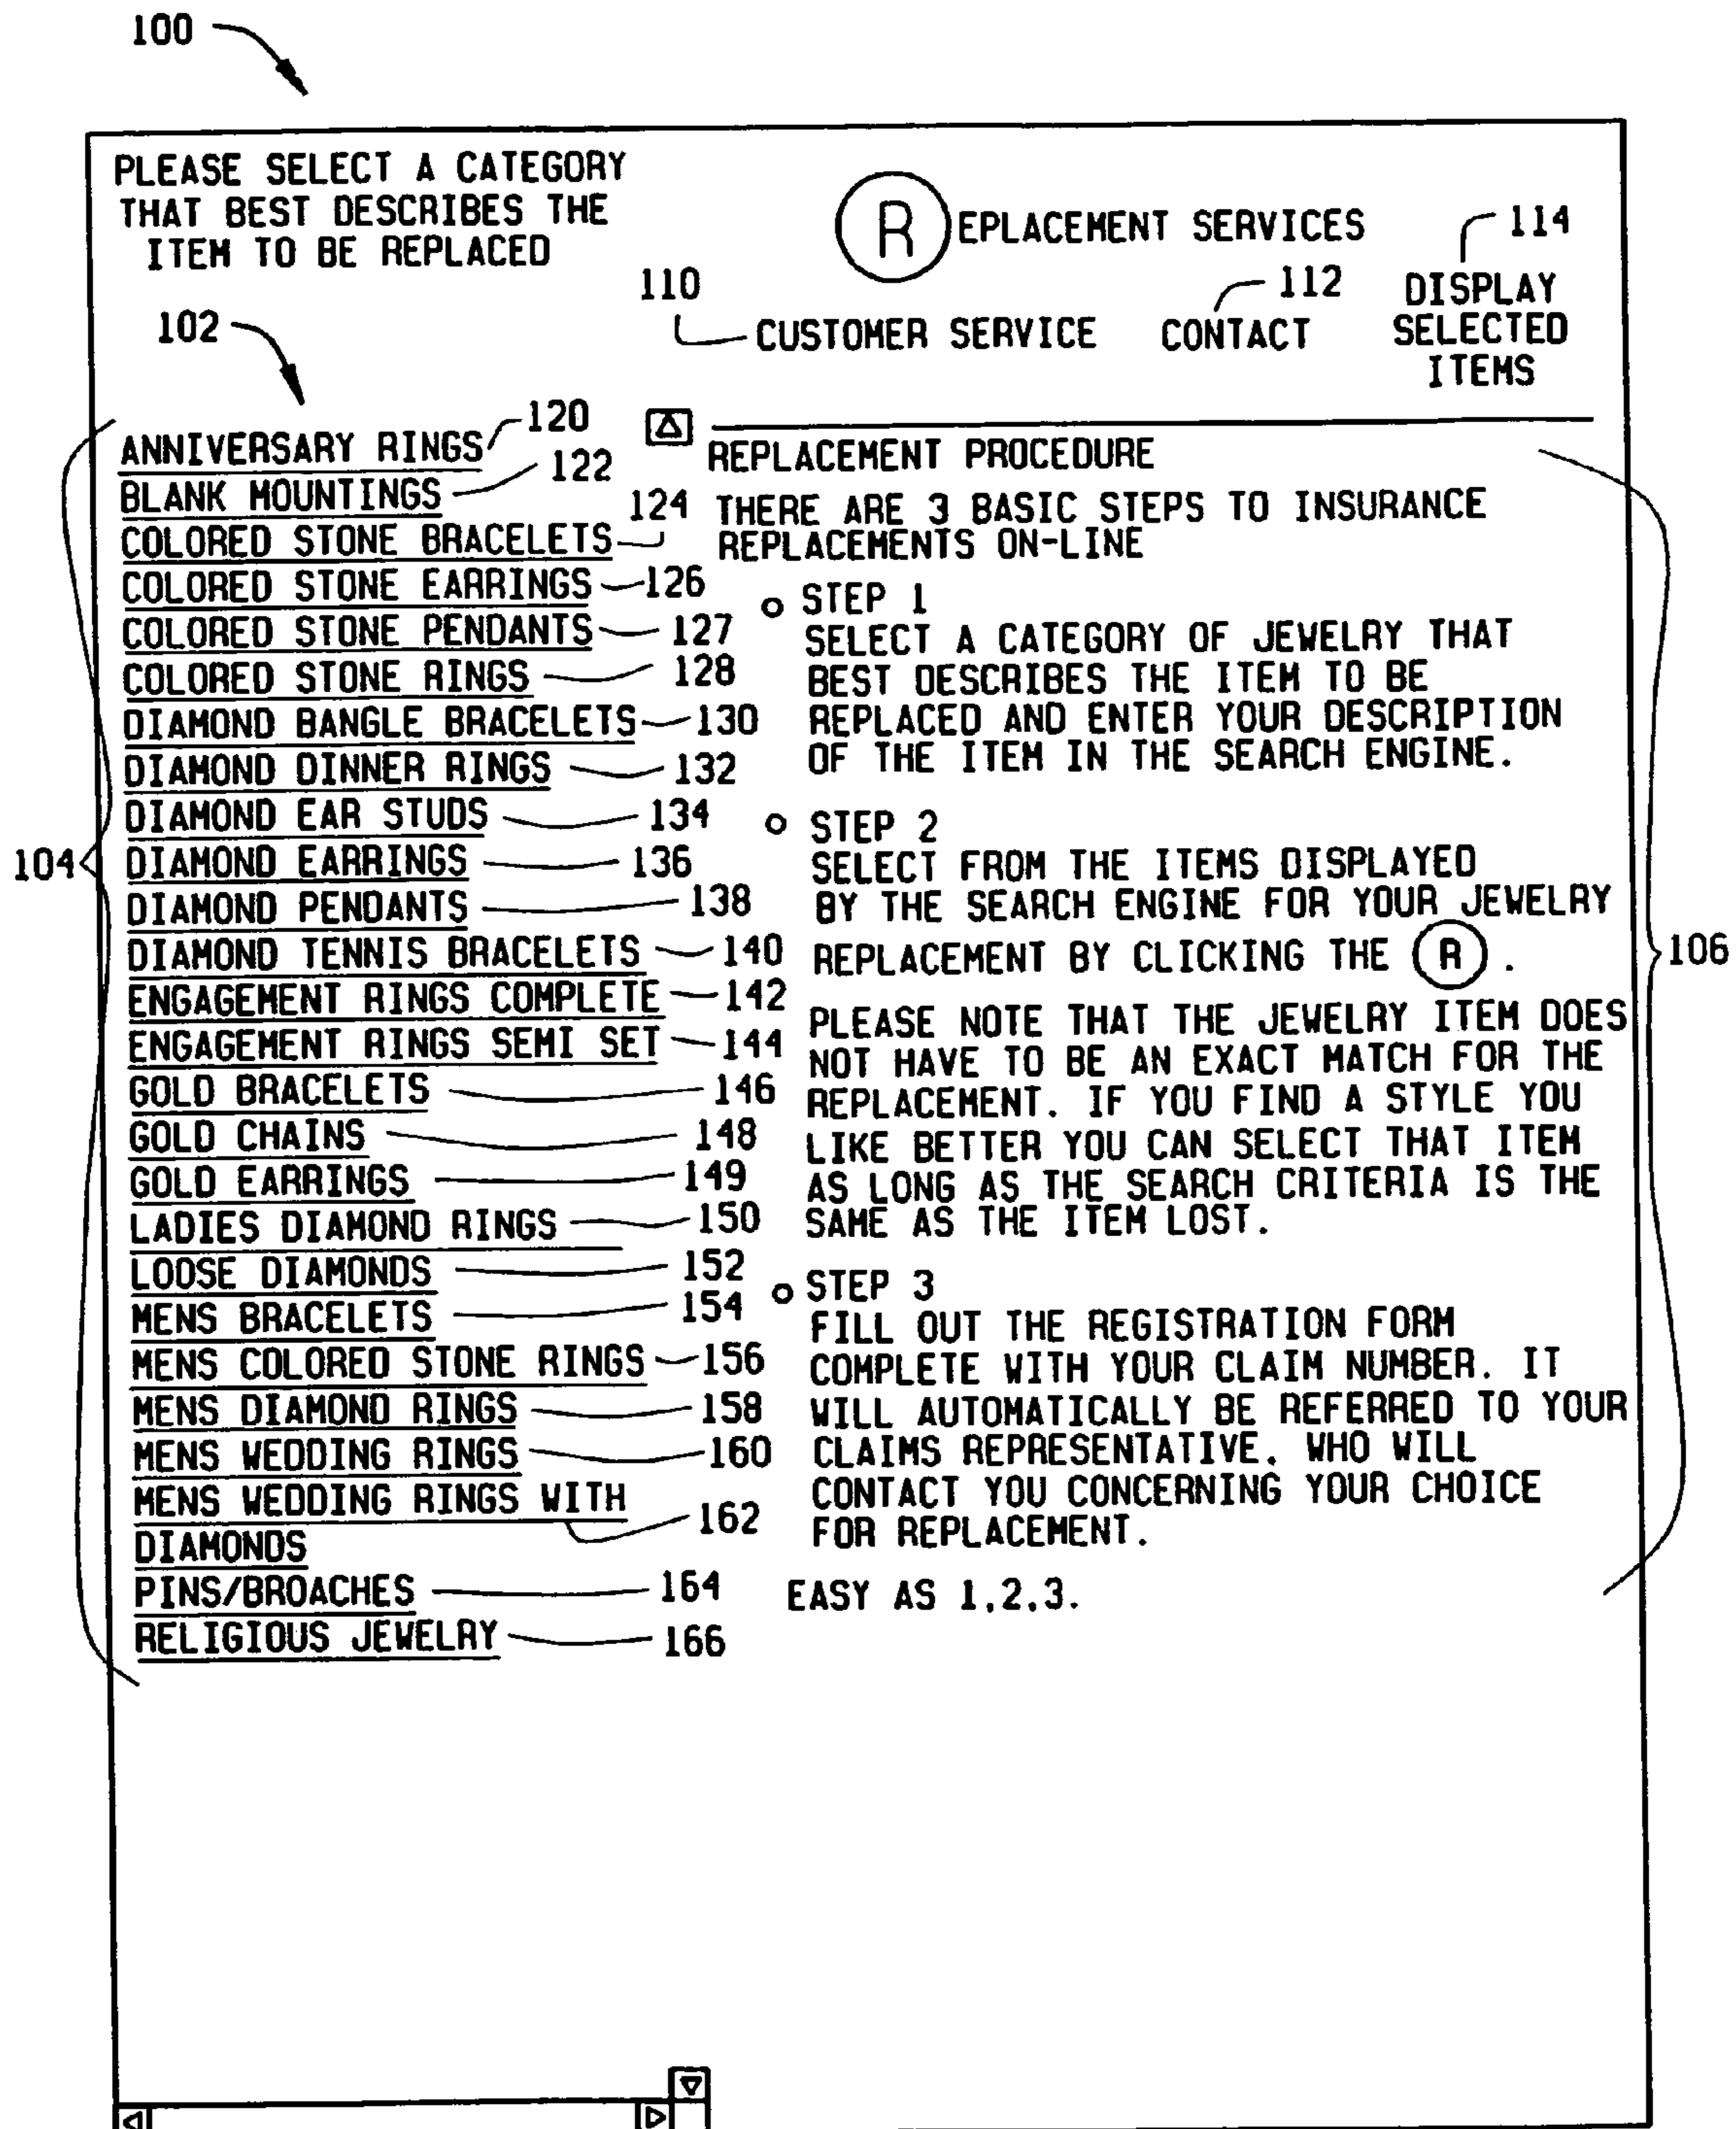 100
PLEASE SELECT A CATEGORY
THAT BEST DESCRIBES THE
ITEM TO BE REPLACED
REPLACEMENT SERVICES
114
110
112
DISPLAY
SELECTED
ITEMS
CUSTOMER SERVICE
CONTACT
102
104
ANNIVERSARY RINGS 120
BLANK MOUNTINGS 122
COLORED STONE BRACELETS 124
COLORED STONE EARRINGS 126
COLORED STONE PENDANTS 127
COLORED STONE RINGS 128
DIAMOND BANGLE BRACELETS 130
DIAMOND DINNER RINGS 132
DIAMOND EAR STUDS 134
DIAMOND EARRINGS 136
DIAMOND PENDANTS 138
DIAMOND TENNIS BRACELETS 140
ENGAGEMENT RINGS COMPLETE 142
ENGAGEMENT RINGS SEMI SET 144
GOLD BRACELETS 146
GOLD CHAINS 148
GOLD EARRINGS 149
LADIES DIAMOND RINGS 150
LOOSE DIAMONDS 152
MENS BRACELETS 154
MENS COLORED STONE RINGS 156
MENS DIAMOND RINGS 158
MENS WEDDING RINGS 160
MENS WEDDING RINGS WITH
DIAMONDS 162
PINS/BROACHES 164
RELIGIOUS JEWELRY 166
REPLACEMENT PROCEDURE
THERE ARE 3 BASIC STEPS TO INSURANCE
REPLACEMENTS ON-LINE
STEP 1
SELECT A CATEGORY OF JEWELRY THAT
BEST DESCRIBES THE ITEM TO BE
REPLACED AND ENTER YOUR DESCRIPTION
OF THE ITEM IN THE SEARCH ENGINE.
STEP 2
SELECT FROM THE ITEMS DISPLAYED
BY THE SEARCH ENGINE FOR YOUR JEWELRY
REPLACEMENT BY CLICKING THE R .
PLEASE NOTE THAT THE JEWELRY ITEM DOES
NOT HAVE TO BE AN EXACT MATCH FOR THE
REPLACEMENT. IF YOU FIND A STYLE YOU
LIKE BETTER YOU CAN SELECT THAT ITEM
AS LONG AS THE SEARCH CRITERIA IS THE
SAME AS THE ITEM LOST.
STEP 3
FILL OUT THE REGISTRATION FORM
COMPLETE WITH YOUR CLAIM NUMBER. IT
WILL AUTOMATICALLY BE REFERRED TO YOUR
CLAIMS REPRESENTATIVE. WHO WILL
CONTACT YOU CONCERNING YOUR CHOICE
FOR REPLACEMENT.
EASY AS 1.2.3.
106